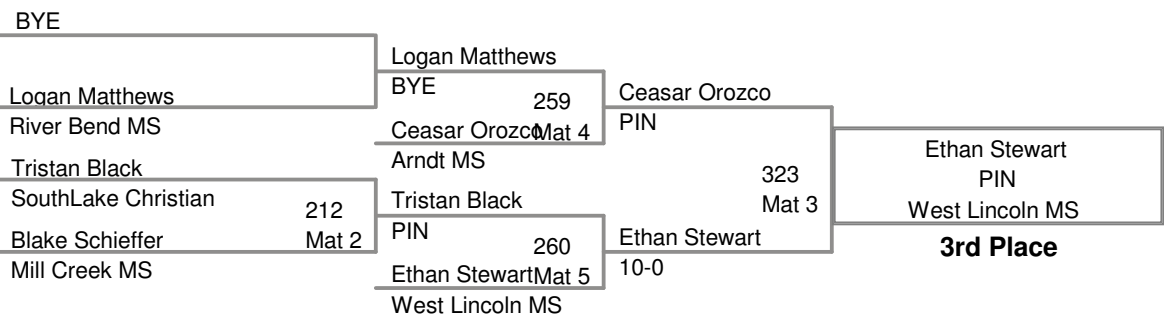 BYE
Logan Matthews
River Bend MS
Tristan Black
SouthLake Christian
212
Mat 2
Blake Schieffer
Mill Creek MS
Logan Matthews
BYE
259
Mat 4
Ceasar Orozco
Arndt MS
Tristan Black
PIN
260
Mat 5
Ethan Stewart
West Lincoln MS
Ceasar Orozco
PIN
323
Mat 3
Ethan Stewart
10-0
Ethan Stewart
PIN
West Lincoln MS
3rd Place